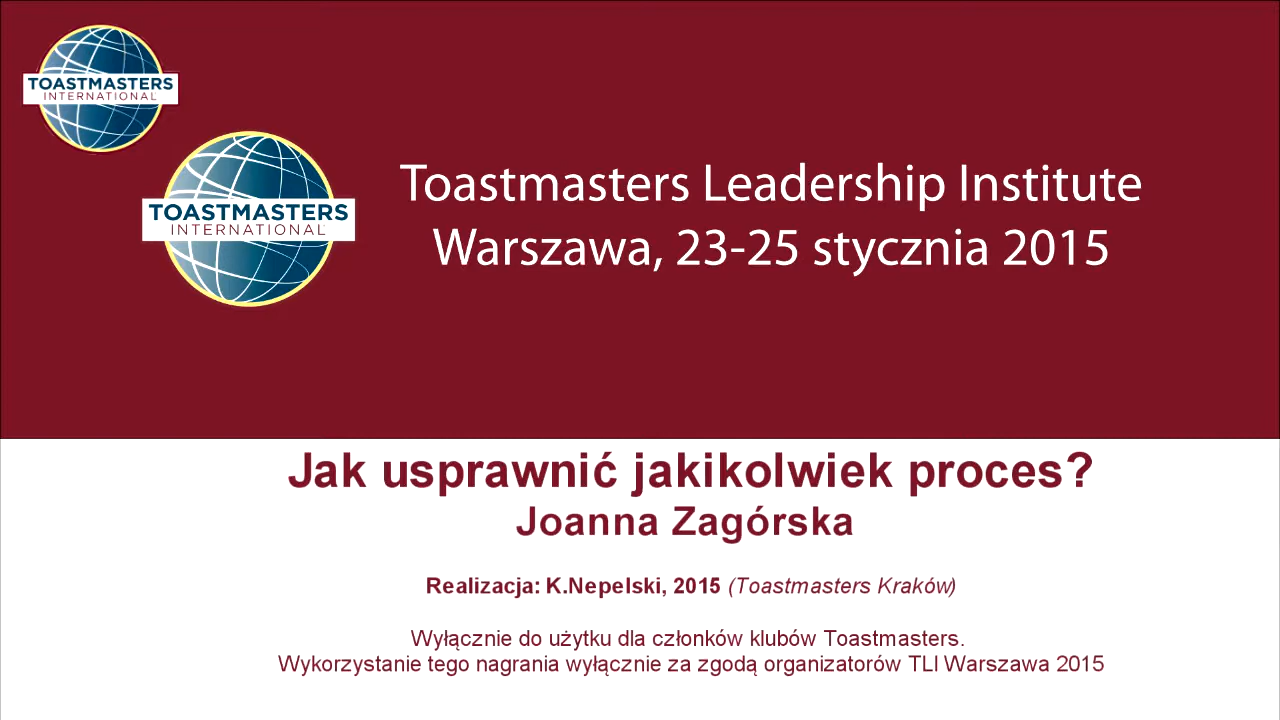 TOASTMASTERS
INTERNATIONAL
TOASTMASTERS
INTERNATIONAL
Toastmasters Leadership Institute
Warszawa, 23-25 stycznia 2015
Jak usprawnić jakikolwiek proces?
Joanna Zagórska
Realizacja: K.Nepelski, 2015 (Toastmasters Kraków)
Wyłącznie do użytku dla członków klubów Toastmasters.
Wykorzystanie tego nagrania wyłącznie za zgodą organizatorów TLI Warszawa 2015